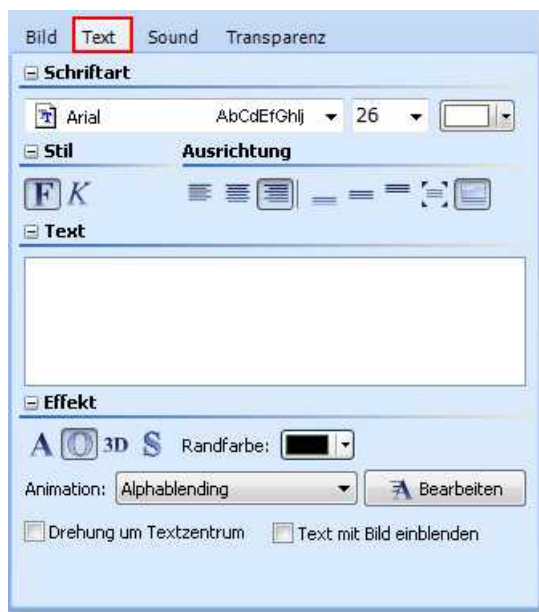 Bild Text Sound Transparenz
Schriftart
Arial AbCdEfGhIj 26
Stil Ausrichtung
F K
Text
Effekt
A O 3D S Randfarbe:
Animation: Alphablending Bearbeiten
Drehung um Textzentrum Text mit Bild einblenden